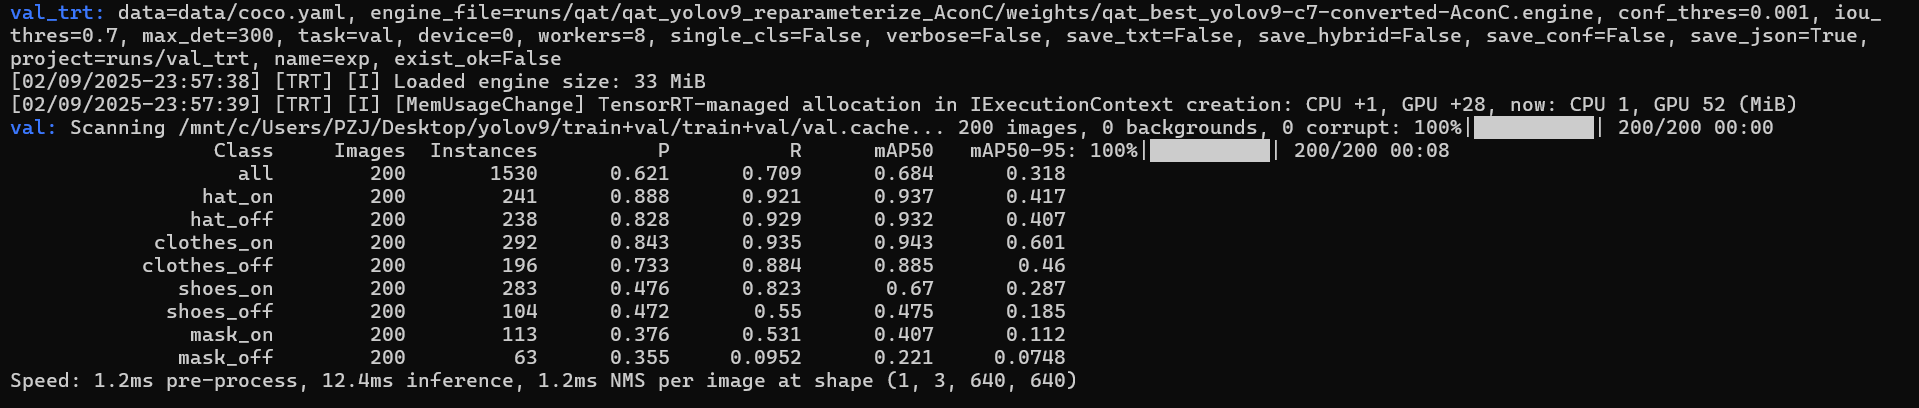 val_trt: data=data/coco.yaml, engine_file=runs/qat/qat_yolov9_reparameterize_AconC/weights/qat_best_yolov9-c7-converted-AconC.engine, conf_thres=0.001, iou_
thres=0.7, max_det=300, task=val, device=0, workers=8, single_cls=False, verbose=False, save_txt=False, save_hybrid=False, save_conf=False, save_json=True,
project=runs/val_trt, name=exp, exist_ok=False
[02/09/2025-23:57:38] [TRT] [I] Loaded engine size: 33 MiB
[02/09/2025-23:57:39] [TRT] [I] [MemUsageChange] TensorRT-managed allocation in IExecutionContext creation: CPU +1, GPU +28, now: CPU 1, GPU 52 (MiB)
val: Scanning /mnt/c/Users/PZJ/Desktop/yolov9/train+val/train+val/val.cache... 200 images, 0 backgrounds, 0 corrupt: 100%|██████████| 200/200 00:00
Class Images Instances P R mAP50 mAP50-95: 100%|██████████| 200/200 00:08
all 200 1530 0.621 0.709 0.684 0.318
hat_on 200 241 0.888 0.921 0.937 0.417
hat_off 200 238 0.828 0.929 0.932 0.407
clothes_on 200 292 0.843 0.935 0.943 0.601
clothes_off 200 196 0.733 0.884 0.885 0.46
shoes_on 200 283 0.476 0.823 0.67 0.287
shoes_off 200 104 0.472 0.55 0.475 0.185
mask_on 200 113 0.376 0.531 0.407 0.112
mask_off 200 63 0.355 0.0952 0.221 0.0748
Speed: 1.2ms pre-process, 12.4ms inference, 1.2ms NMS per image at shape (1, 3, 640, 640)